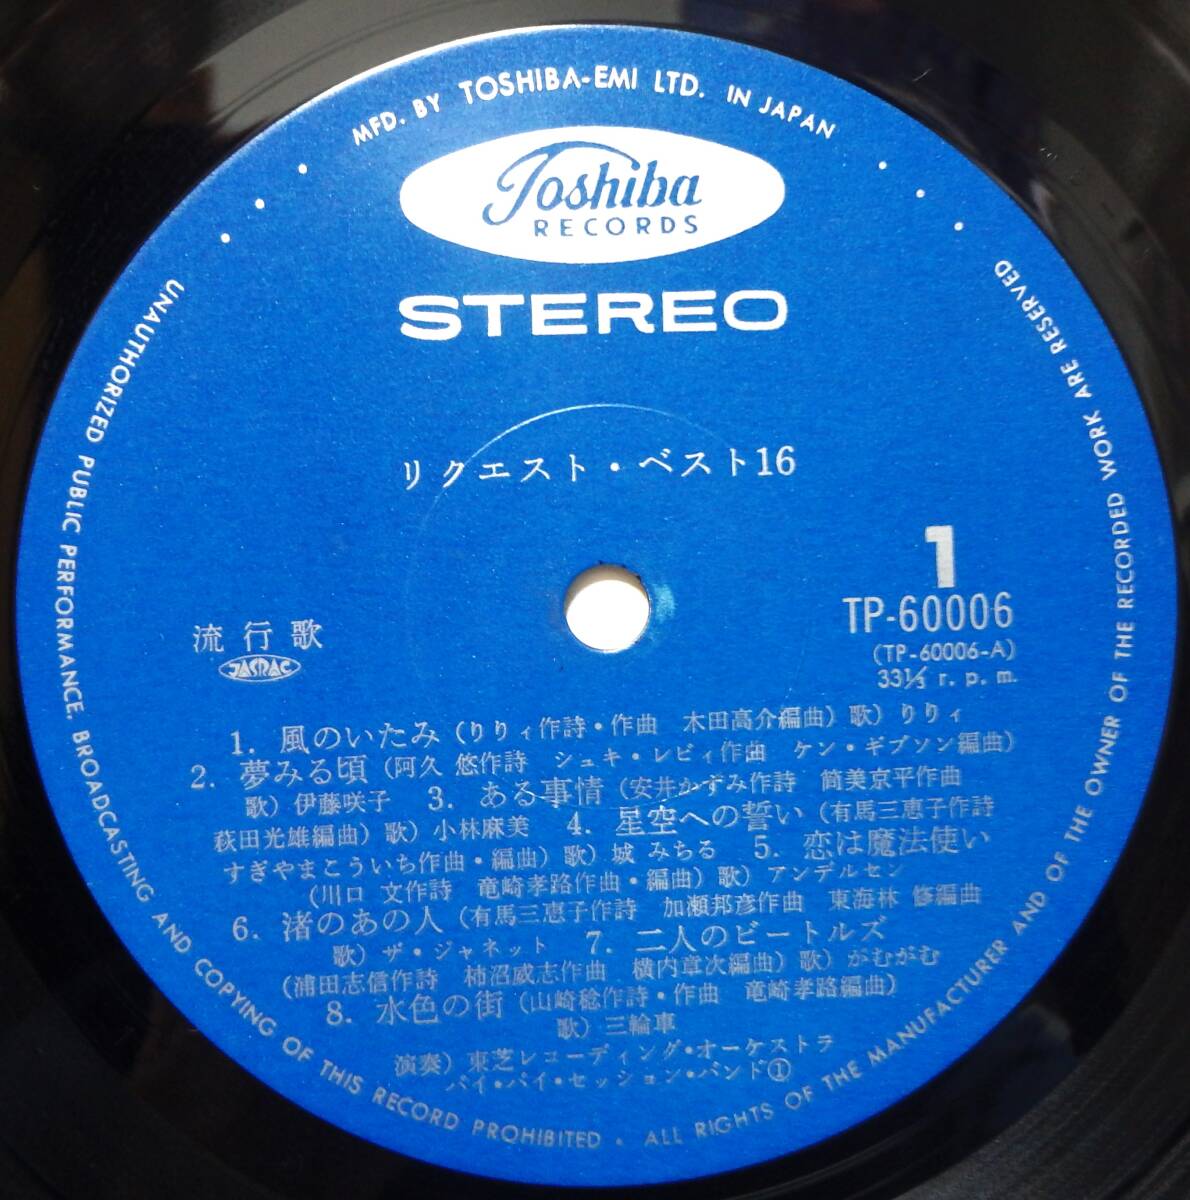 MFD. BY TOSHIBA-EMI LTD. IN JAPAN
Toshiba
RECORDS
STEREO
リクエスト・ベスト16
1
TP-60006
(TP-60006-A)
33⅓ r.p.m.
流行歌
JASRAC
1. 風のいたみ(りりィ作詩・作曲 木田高介編曲)歌)りりィ
2. 夢みる頃(阿久 悠作詩 シュキ・レビィ作曲 ケン・ギブソン編曲)
歌)伊藤咲子 3. ある事情(安井かずみ作詩 筒美京平作曲
萩田光雄編曲)歌)小林麻美 4. 星空への誓い(有馬三恵子作詩
すぎやまこういち作曲・編曲)歌)城 みちる 5. 恋は魔法使い
(川口 文作詩 竜崎孝路作曲・編曲)歌)アンデルセン
6. 渚のあの人(有馬三恵子作詩 加瀬邦彦作曲 東海林 修編曲
歌)ザ・ジャネット 7. 二人のビートルズ
(浦田志信作詩 柿沼威志作曲 横内章次編曲)歌)がむがむ
8. 水色の街(山崎稔作詩・作曲 竜崎孝路編曲)
歌)三輪車
演奏)東芝レコーディング・オーケストラ
バイ・バイ・セッション・バンド①
UNAUTHORIZED PUBLIC PERFORMANCE, BROADCASTING AND COPYING OF THIS RECORD PROHIBITED . ALL RIGHTS OF THE MANUFACTURER AND OF THE OWNER OF THE RECORDED WORK ARE RESERVED